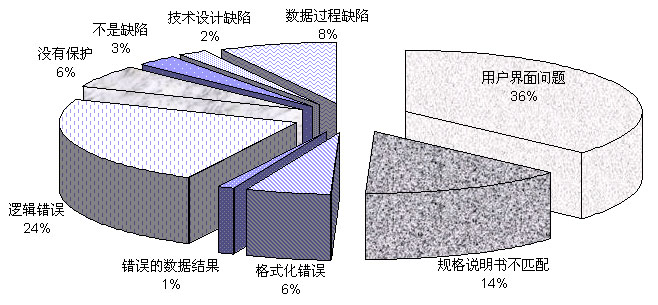 数据过程缺陷
8%
技术设计缺陷
2%
不是缺陷
3%
没有保护
6%
用户界面问题
36%
逻辑错误
24%
错误的数据结果
1%
格式化错误
6%
规格说明书不匹配
14%